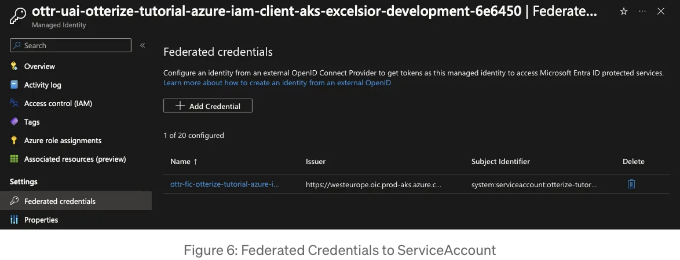 ottr-uai-otterize-tutorial-azure-iam-client-aks-excelsior-development-6e6450 | Federate...
Managed Identity
Search
Overview
Activity log
Access control (IAM)
Tags
Azure role assignments
Associated resources (preview)
Settings
Federated credentials
Properties
Federated credentials
Configure an identity from an external OpenID Connect Provider to get tokens as this managed identity to access Microsoft Entra ID protected services.
Learn more about how to create an identity from an external OpenID
Add Credential
1 of 20 configured
Name ↑ Issuer Subject Identifier Delete
ottr-fic-otterize-tutorial-azure-i... https://westeurope.oic.prod-aks.azure.c... system:serviceaccount:otterize-tutor...
Figure 6: Federated Credentials to ServiceAccount